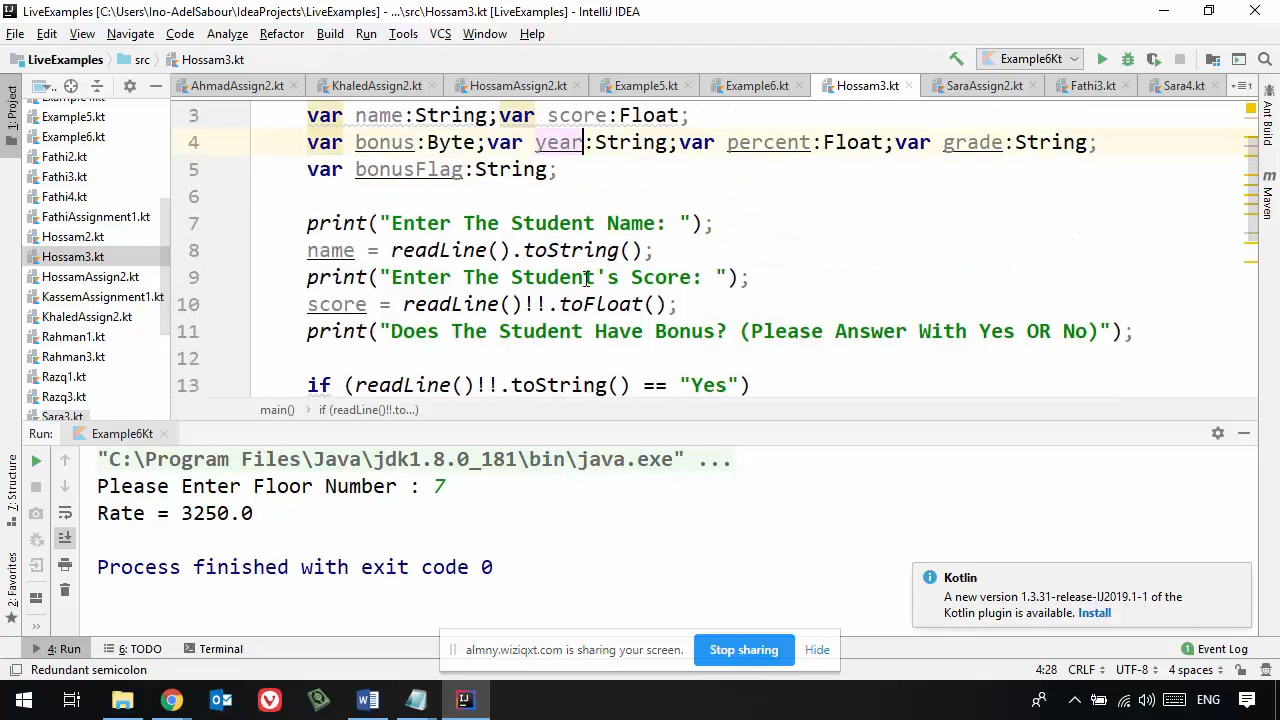 LiveExamples [C:\Users\Ino-AdelSabour\IdeaProjects\LiveExamples] - ...\src\Hossam3.kt [LiveExamples] - IntelliJ IDEA
File Edit View Navigate Code Analyze Refactor Build Run Tools VCS Window Help
LiveExamples src Hossam3.kt Example6Kt
AhmadAssign2.kt KhaledAssign2.kt HossamAssign2.kt Example5.kt Example6.kt Hossam3.kt SaraAssign2.kt Fathi3.kt Sara4.kt
1: Project
Example5.kt
Example6.kt
Fathi2.kt
Fathi3.kt
Fathi4.kt
FathiAssignment1.kt
Hossam2.kt
Hossam3.kt
HossamAssign2.kt
KassemAssignment1.kt
KhaledAssign2.kt
Rahman1.kt
Rahman3.kt
Razq1.kt
Razq3.kt
Sara3.kt
3 var name:String;var score:Float;
4 var bonus:Byte;var year:String;var percent:Float;var grade:String;
5 var bonusFlag:String;
6
7 print("Enter The Student Name: ");
8 name = readLine().toString();
9 print("Enter The Student's Score: ");
10 score = readLine()!!.toFloat();
11 print("Does The Student Have Bonus? (Please Answer With Yes OR No)");
12
13 if (readLine()!!.toString() == "Yes")
main() if (readLine()!!.to...)
Ant Build
Maven
Run: Example6Kt
"C:\Program Files\Java\jdk1.8.0_181\bin\java.exe" ...
Please Enter Floor Number : 7
Rate = 3250.0
Process finished with exit code 0
7: Structure
2: Favorites
Kotlin
A new version 1.3.31-release-IJ2019.1-1 of the
Kotlin plugin is available. Install
4: Run 6: TODO Terminal Event Log
almny.wiziqxt.com is sharing your screen. Stop sharing Hide
Redundant semicolon 4:28 CRLF UTF-8 4 spaces
ENG